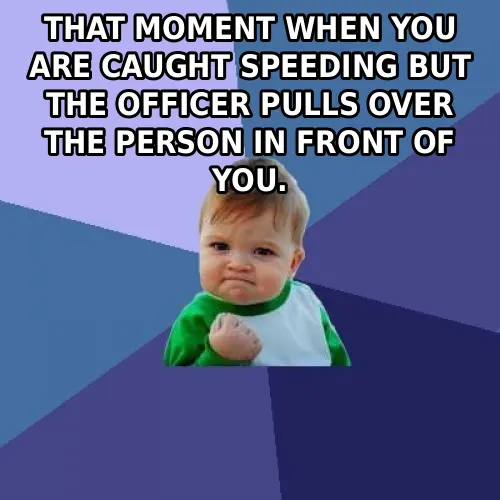 THAT MOMENT WHEN YOU
ARE CAUGHT SPEEDING BUT
THE OFFICER PULLS OVER
THE PERSON IN FRONT OF
YOU.